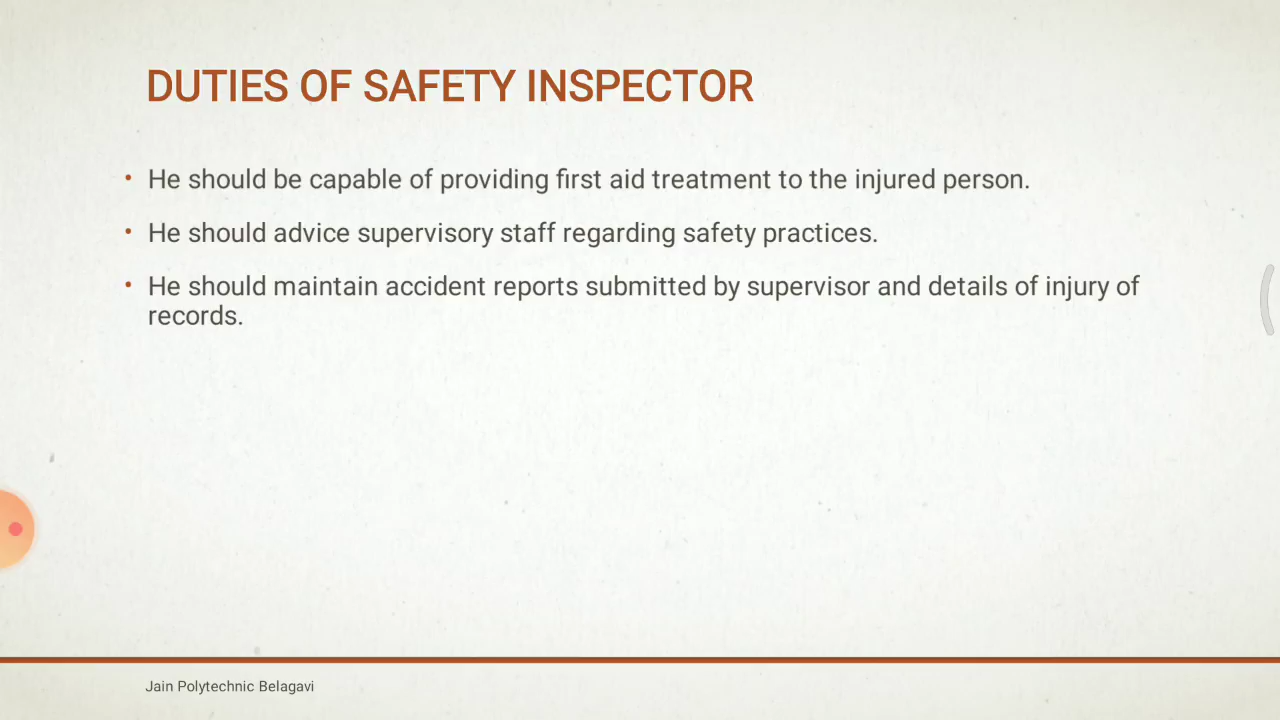 DUTIES OF SAFETY INSPECTOR
• He should be capable of providing first aid treatment to the injured person.
• He should advice supervisory staff regarding safety practices.
• He should maintain accident reports submitted by supervisor and details of injury of
records.
Jain Polytechnic Belagavi